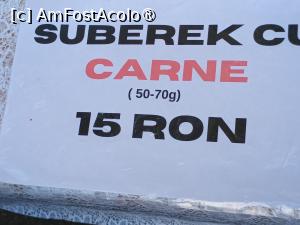 [c] AmFostAcolo®
SUBEREK CU
CARNE
( 50-70g)
15 RON